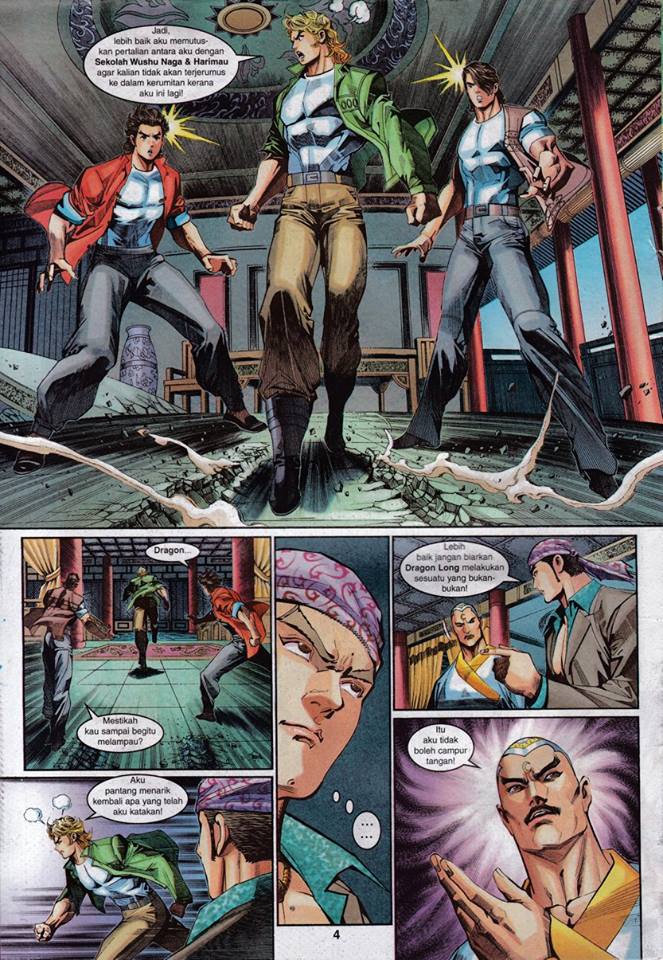 Jadi,
lebih baik aku memutus-
kan pertalian antara aku dengan
Sekolah Wushu Naga & Harimau
agar kalian tidak akan terjerumus
ke dalam kerumitan kerana
aku ini lagi!
Dragon...
Mestikah
kau sampai begitu
melampau?
Aku
pantang menarik
kembali apa yang telah
aku katakan!
...
...
Lebih
baik jangan biarkan
Dragon Long melakukan
sesuatu yang bukan-
bukan!
Itu
aku tidak
boleh campur
tangan!
4